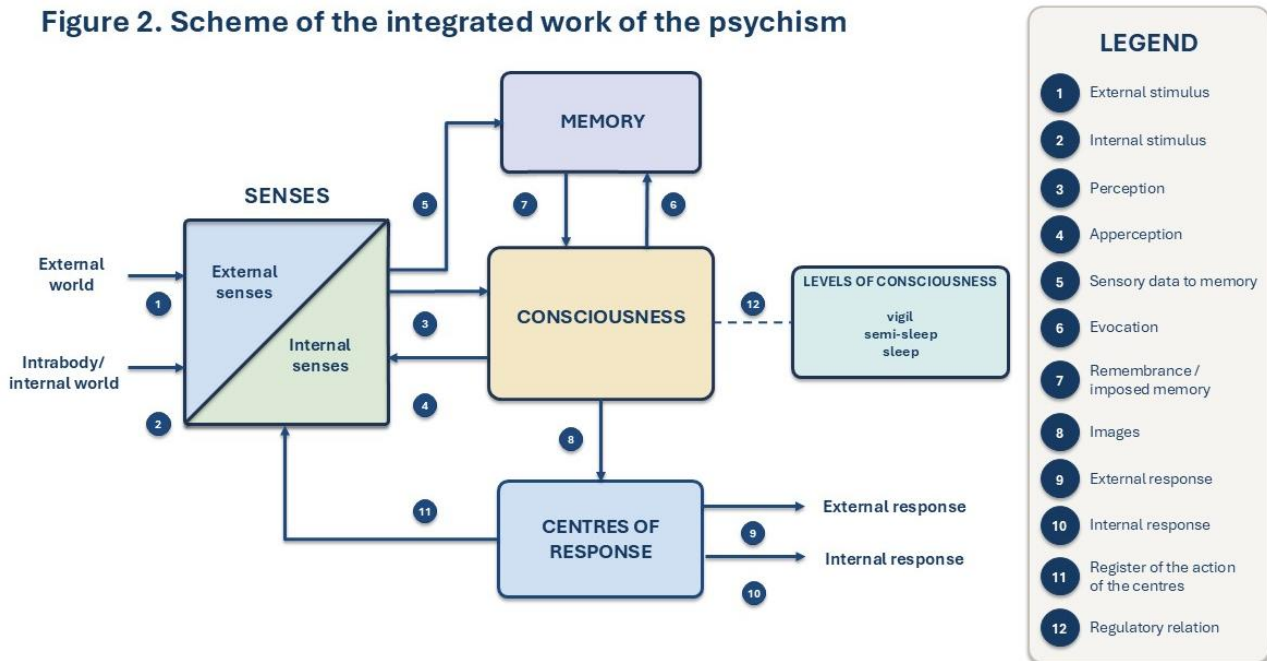 Figure 2. Scheme of the integrated work of the psychism
MEMORY
SENSES
5
7
6
External
world
External
senses
1
LEVELS OF CONSCIOUSNESS
vigil
semi-sleep
sleep
CONSCIOUSNESS
12
3
Internal
senses
Intrabody/
internal world
4
2
8
11
CENTRES OF
RESPONSE
External response
9
Internal response
10
LEGEND
1 External stimulus
2 Internal stimulus
3 Perception
4 Apperception
5 Sensory data to memory
6 Evocation
7 Remembrance /
imposed memory
8 Images
9 External response
10 Internal response
11 Register of the action
of the centres
12 Regulatory relation